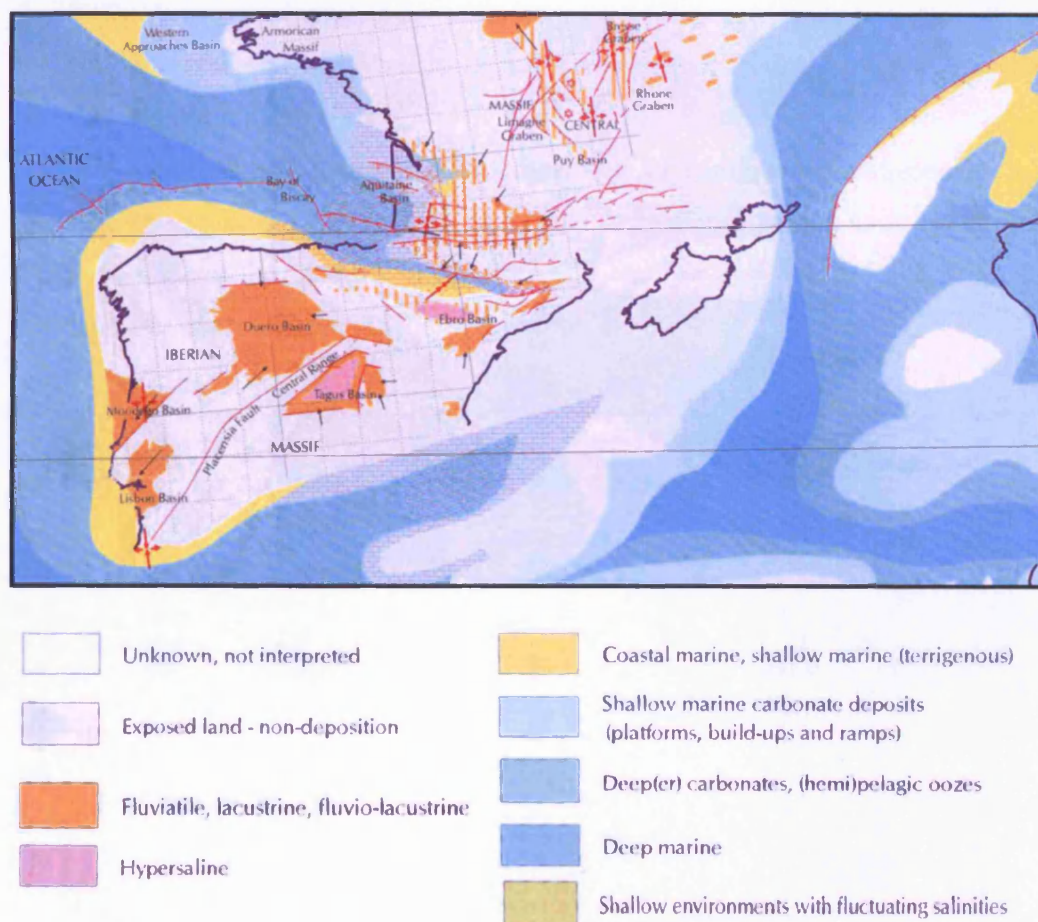 Western
Approaches Basin
Armorican
Massif
Bresse
Graben
Rhone
Graben
MASSIF
Limagne
Graben
CENTRAL
Puy Basin
ATLANTIC
OCEAN
Bay of
Biscay
Aquitaine
Basin
Duero Basin
Ebro Basin
IBERIAN
Central Range
Tagus Basin
Mondego Basin
Placensia Fault
MASSIF
Lisbon Basin
Unknown, not interpreted
Exposed land - non-deposition
Fluviatile, lacustrine, fluvio-lacustrine
Hypersaline
Coastal marine, shallow marine (terrigenous)
Shallow marine carbonate deposits
(platforms, build-ups and ramps)
Deep(er) carbonates, (hemi)pelagic oozes
Deep marine
Shallow environments with fluctuating salinities